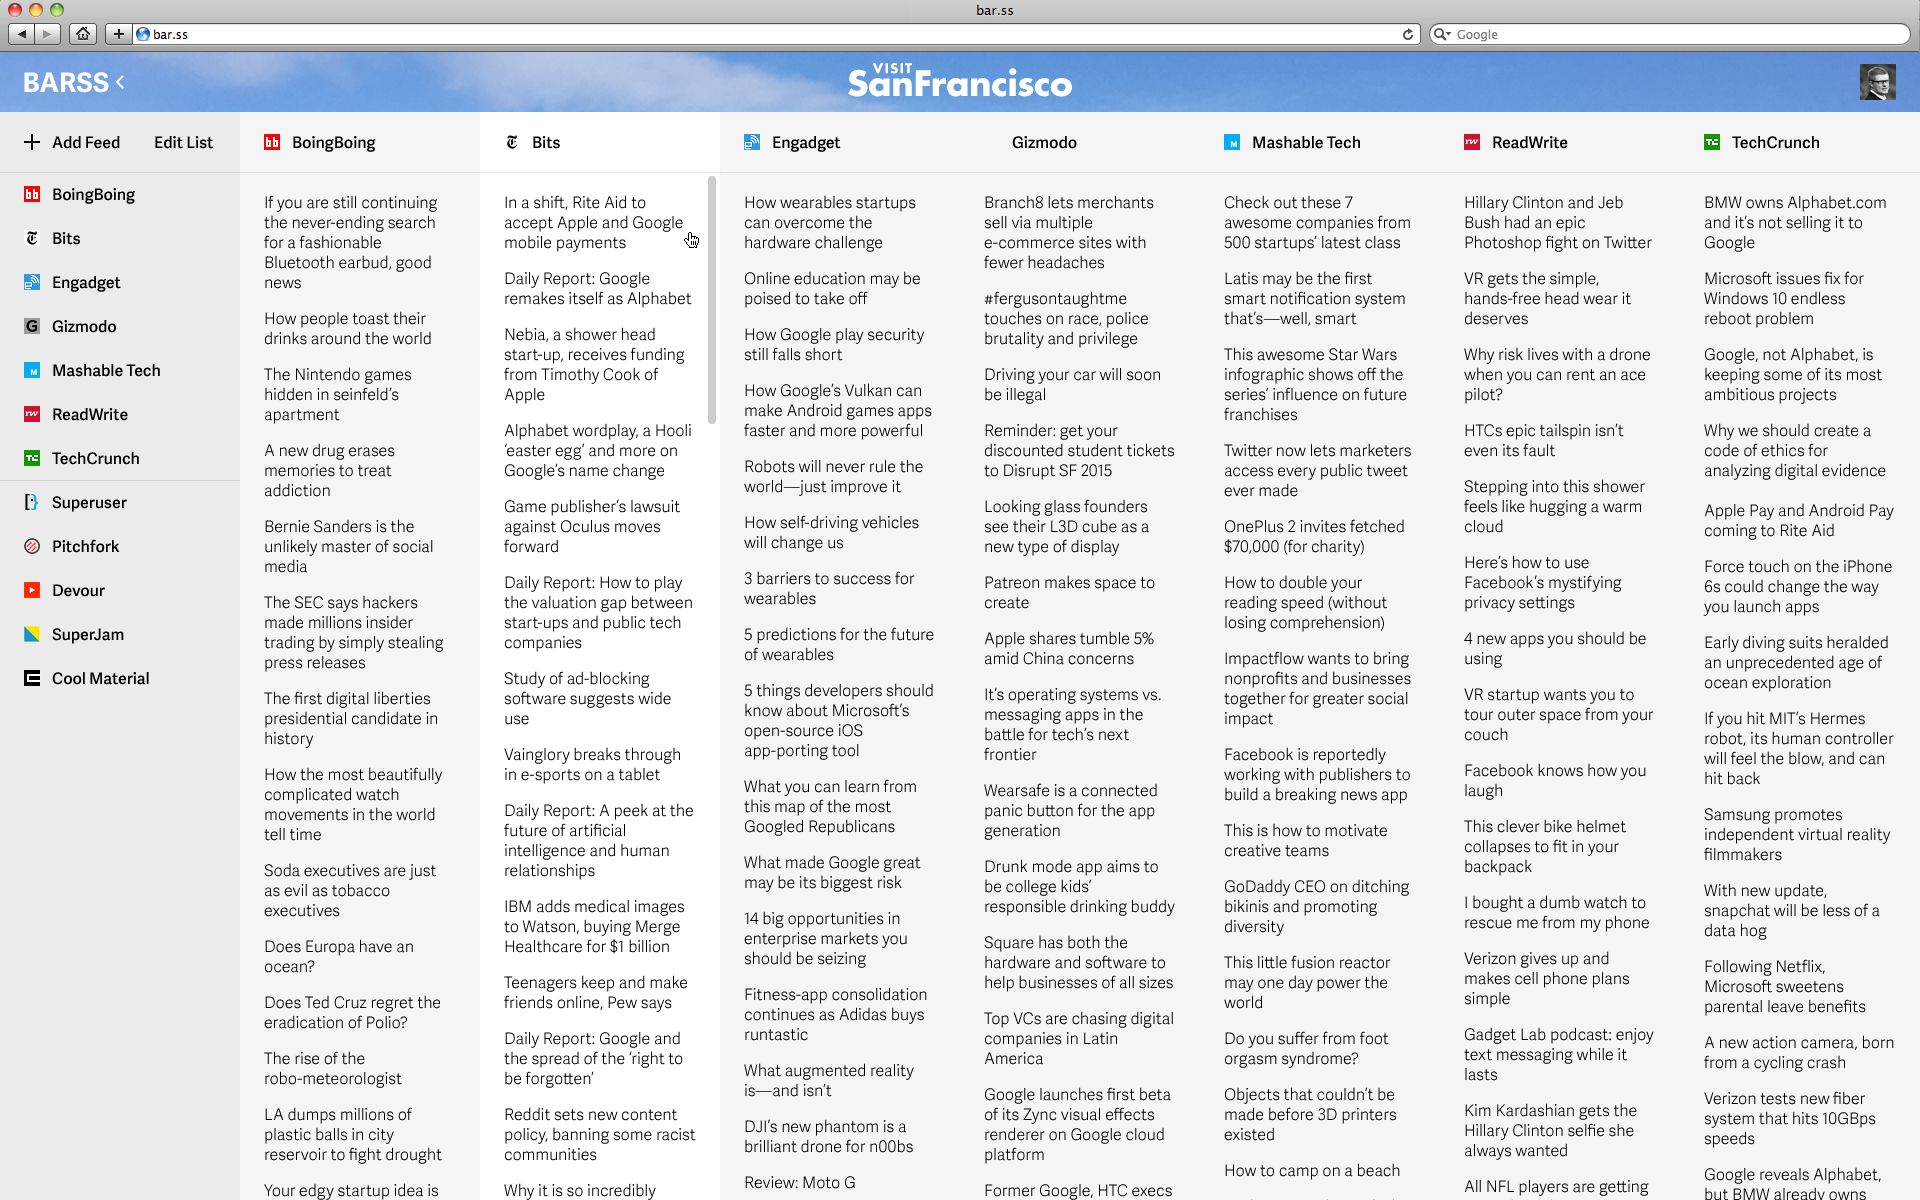 bar.ss
bar.ss
Google
BARSS
VISIT
SanFrancisco
Add Feed
Edit List
BoingBoing
Bits
Engadget
Gizmodo
Mashable Tech
ReadWrite
TechCrunch
Superuser
Pitchfork
Devour
SuperJam
Cool Material
BoingBoing
If you are still continuing
the never-ending search
for a fashionable
Bluetooth earbud, good
news
How people toast their
drinks around the world
The Nintendo games
hidden in seinfeld’s
apartment
A new drug erases
memories to treat
addiction
Bernie Sanders is the
unlikely master of social
media
The SEC says hackers
made millions insider
trading by simply stealing
press releases
The first digital liberties
presidential candidate in
history
How the most beautifully
complicated watch
movements in the world
tell time
Soda executives are just
as evil as tobacco
executives
Does Europa have an
ocean?
Does Ted Cruz regret the
eradication of Polio?
The rise of the
robo-meteorologist
LA dumps millions of
plastic balls in city
reservoir to fight drought
Your edgy startup idea is
Bits
In a shift, Rite Aid to
accept Apple and Google
mobile payments
Daily Report: Google
remakes itself as Alphabet
Nebia, a shower head
start-up, receives funding
from Timothy Cook of
Apple
Alphabet wordplay, a Hooli
‘easter egg’ and more on
Google’s name change
Game publisher’s lawsuit
against Oculus moves
forward
Daily Report: How to play
the valuation gap between
start-ups and public tech
companies
Study of ad-blocking
software suggests wide
use
Vainglory breaks through
in e-sports on a tablet
Daily Report: A peek at the
future of artificial
intelligence and human
relationships
IBM adds medical images
to Watson, buying Merge
Healthcare for $1 billion
Teenagers keep and make
friends online, Pew says
Daily Report: Google and
the spread of the ‘right to
be forgotten’
Reddit sets new content
policy, banning some racist
communities
Why it is so incredibly
Engadget
How wearables startups
can overcome the
hardware challenge
Online education may be
poised to take off
How Google play security
still falls short
How Google’s Vulkan can
make Android games apps
faster and more powerful
Robots will never rule the
world—just improve it
How self-driving vehicles
will change us
3 barriers to success for
wearables
5 predictions for the future
of wearables
5 things developers should
know about Microsoft’s
open-source iOS
app-porting tool
What you can learn from
this map of the most
Googled Republicans
What made Google great
may be its biggest risk
14 big opportunities in
enterprise markets you
should be seizing
Fitness-app consolidation
continues as Adidas buys
runtastic
What augmented reality
is—and isn’t
DJI’s new phantom is a
brilliant drone for n00bs
Review: Moto G
Gizmodo
Branch8 lets merchants
sell via multiple
e-commerce sites with
fewer headaches
#fergusontaughtme
touches on race, police
brutality and privilege
Driving your car will soon
be illegal
Reminder: get your
discounted student tickets
to Disrupt SF 2015
Looking glass founders
see their L3D cube as a
new type of display
Patreon makes space to
create
Apple shares tumble 5%
amid China concerns
It’s operating systems vs.
messaging apps in the
battle for tech’s next
frontier
Wearsafe is a connected
panic button for the app
generation
Drunk mode app aims to
be college kids’
responsible drinking buddy
Square has both the
hardware and software to
help businesses of all sizes
Top VCs are chasing digital
companies in Latin
America
Google launches first beta
of its Zync visual effects
renderer on Google cloud
platform
Former Google, HTC execs
Mashable Tech
Check out these 7
awesome companies from
500 startups’ latest class
Latis may be the first
smart notification system
that’s—well, smart
This awesome Star Wars
infographic shows off the
series’ influence on future
franchises
Twitter now lets marketers
access every public tweet
ever made
OnePlus 2 invites fetched
$70,000 (for charity)
How to double your
reading speed (without
losing comprehension)
Impactflow wants to bring
nonprofits and businesses
together for greater social
impact
Facebook is reportedly
working with publishers to
build a breaking news app
This is how to motivate
creative teams
GoDaddy CEO on ditching
bikinis and promoting
diversity
This little fusion reactor
may one day power the
world
Do you suffer from foot
orgasm syndrome?
Objects that couldn’t be
made before 3D printers
existed
How to camp on a beach
ReadWrite
Hillary Clinton and Jeb
Bush had an epic
Photoshop fight on Twitter
VR gets the simple,
hands-free head wear it
deserves
Why risk lives with a drone
when you can rent an ace
pilot?
HTCs epic tailspin isn’t
even its fault
Stepping into this shower
feels like hugging a warm
cloud
Here’s how to use
Facebook’s mystifying
privacy settings
4 new apps you should be
using
VR startup wants you to
tour outer space from your
couch
Facebook knows how you
laugh
This clever bike helmet
collapses to fit in your
backpack
I bought a dumb watch to
rescue me from my phone
Verizon gives up and
makes cell phone plans
simple
Gadget Lab podcast: enjoy
text messaging while it
lasts
Kim Kardashian gets the
Hillary Clinton selfie she
always wanted
All NFL players are getting
TechCrunch
BMW owns Alphabet.com
and it’s not selling it to
Google
Microsoft issues fix for
Windows 10 endless
reboot problem
Google, not Alphabet, is
keeping some of its most
ambitious projects
Why we should create a
code of ethics for
analyzing digital evidence
Apple Pay and Android Pay
coming to Rite Aid
Force touch on the iPhone
6s could change the way
you launch apps
Early diving suits heralded
an unprecedented age of
ocean exploration
If you hit MIT’s Hermes
robot, its human controller
will feel the blow, and can
hit back
Samsung promotes
independent virtual reality
filmmakers
With new update,
snapchat will be less of a
data hog
Following Netflix,
Microsoft sweetens
parental leave benefits
A new action camera, born
from a cycling crash
Verizon tests new fiber
system that hits 10GBps
speeds
Google reveals Alphabet,
but BMW already owns